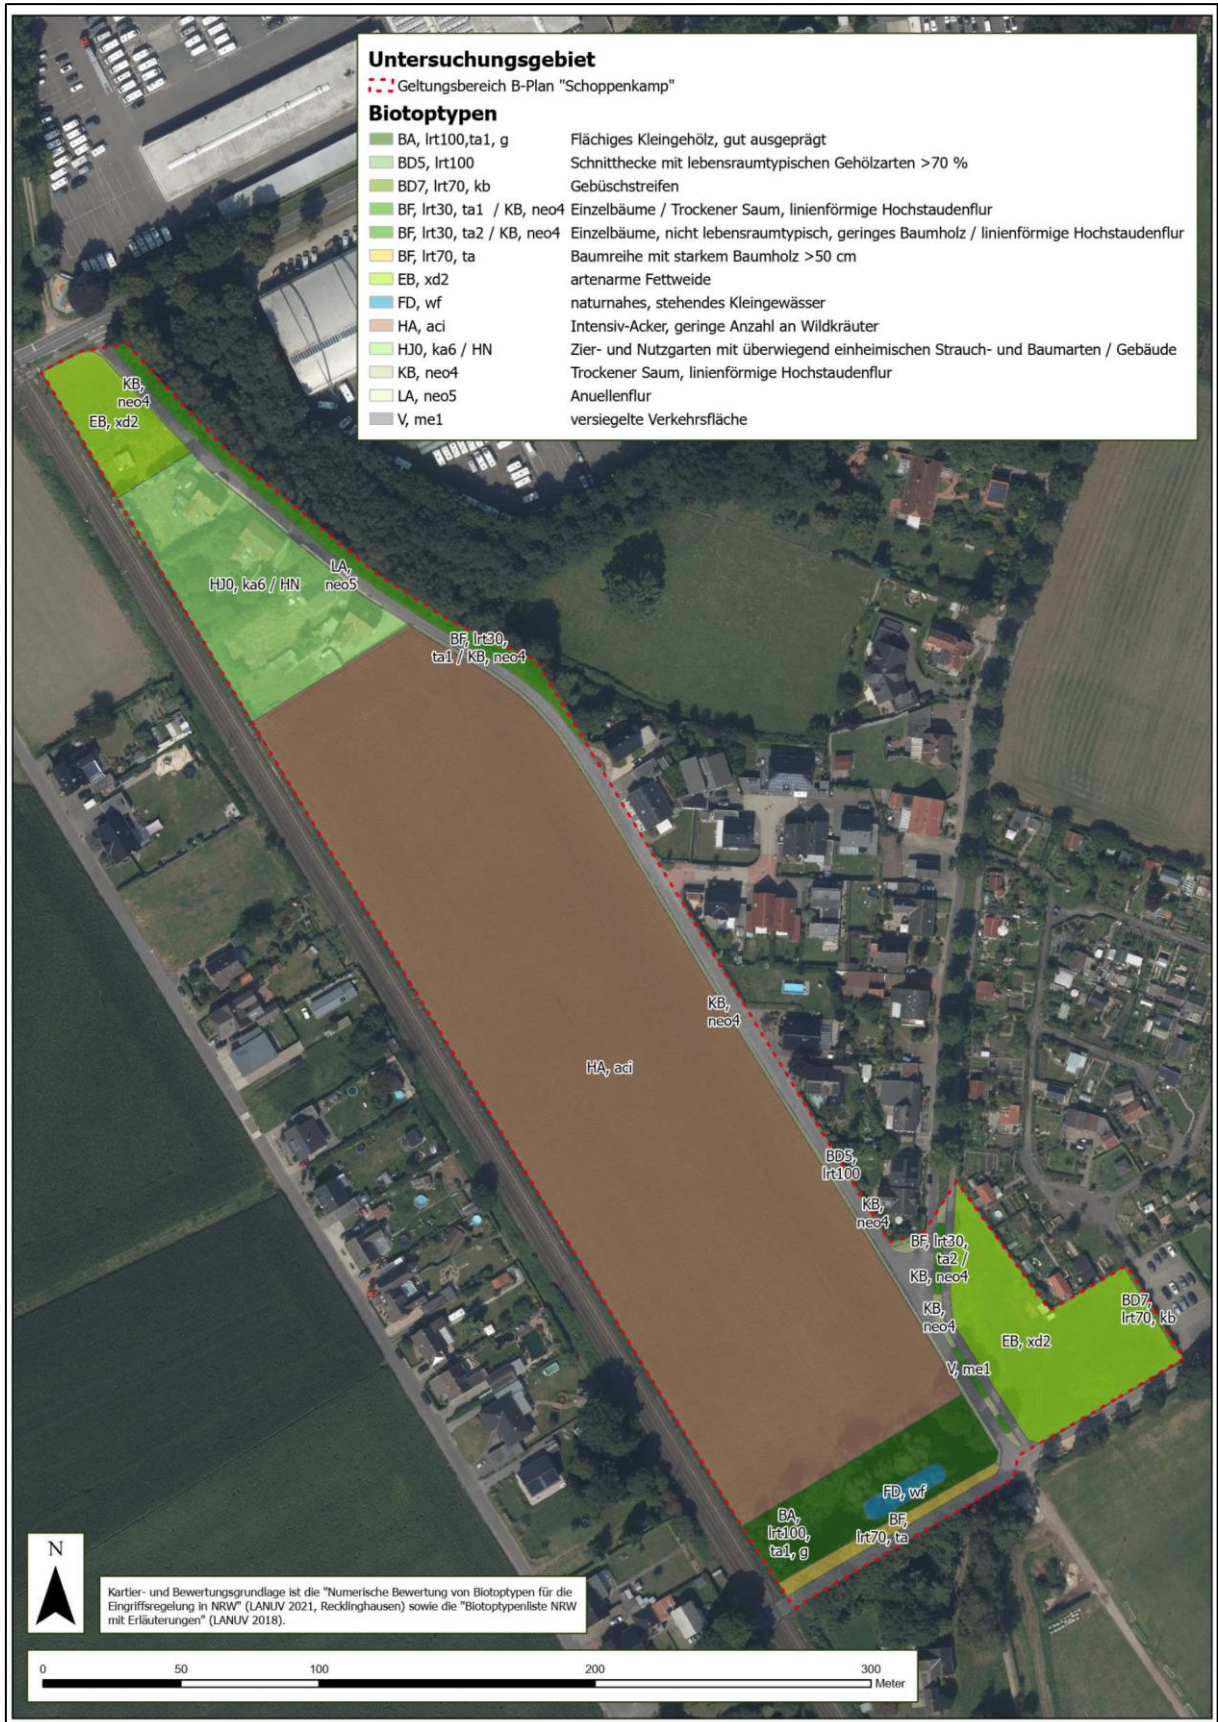 Untersuchungsgebiet
Geltungsbereich B-Plan "Schoppenkamp"
Biotoptypen
BA, lrt100,ta1, g Flächiges Kleingehölz, gut ausgeprägt
BD5, lrt100 Schnitthecke mit lebensraumtypischen Gehölzarten >70 %
BD7, lrt70, kb Gebüschstreifen
BF, lrt30, ta1 / KB, neo4 Einzelbäume / Trockener Saum, linienförmige Hochstaudenflur
BF, lrt30, ta2 / KB, neo4 Einzelbäume, nicht lebensraumtypisch, geringes Baumholz / linienförmige Hochstaudenflur
BF, lrt70, ta Baumreihe mit starkem Baumholz >50 cm
EB, xd2 artenarme Fettweide
FD, wf naturnahes, stehendes Kleingewässer
HA, aci Intensiv-Acker, geringe Anzahl an Wildkräuter
HJ0, ka6 / HN Zier- und Nutzgarten mit überwiegend einheimischen Strauch- und Baumarten / Gebäude
KB, neo4 Trockener Saum, linienförmige Hochstaudenflur
LA, neo5 Anuellenflur
V, me1 versiegelte Verkehrsfläche
KB,
neo4
EB, xd2
HJ0, ka6 / HN
LA,
neo5
BF, lrt30,
ta1 / KB, neo4
KB,
neo4
HA, aci
BD5,
lrt100
KB,
neo4
BF, lrt30,
ta2 /
KB, neo4
KB,
neo4
BD7,
lrt70, kb
EB, xd2
V, me1
FD, wf
BF,
lrt70, ta
BA,
lrt100,
ta1, g
N
Kartier- und Bewertungsgrundlage ist die "Numerische Bewertung von Biotoptypen für die
Eingriffsregelung in NRW" (LANUV 2021, Recklinghausen) sowie die "Biotoptypenliste NRW
mit Erläuterungen" (LANUV 2018).
0 50 100 200 300
Meter